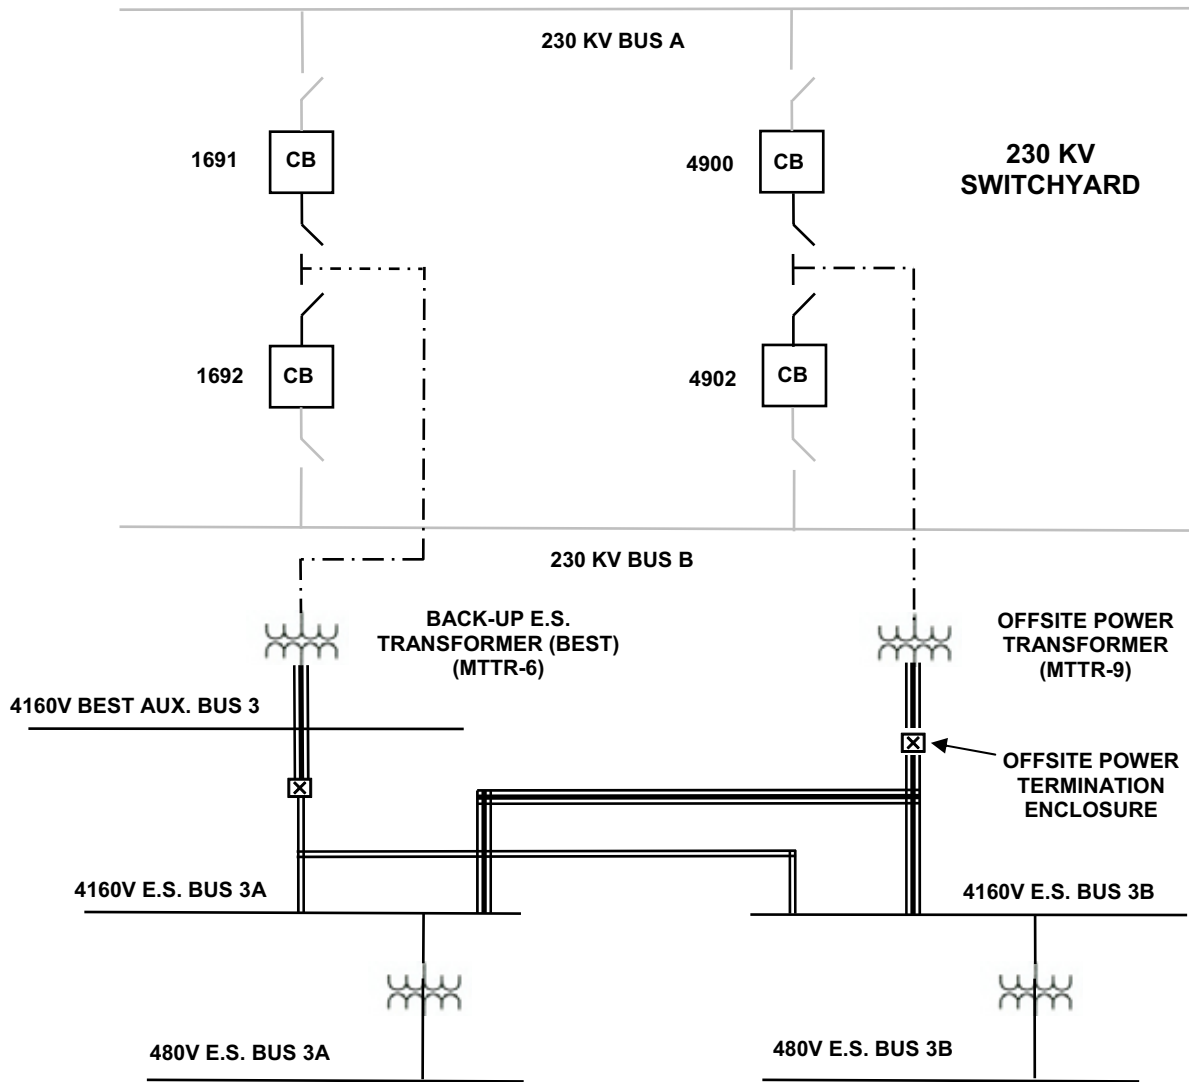 230 KV BUS A
1691
CB
4900
CB
230 KV
SWITCHYARD
1692
CB
4902
CB
230 KV BUS B
BACK-UP E.S.
TRANSFORMER (BEST)
(MTTR-6)
OFFSITE POWER
TRANSFORMER
(MTTR-9)
4160V BEST AUX. BUS 3
OFFSITE POWER
TERMINATION
ENCLOSURE
4160V E.S. BUS 3A
4160V E.S. BUS 3B
480V E.S. BUS 3A
480V E.S. BUS 3B